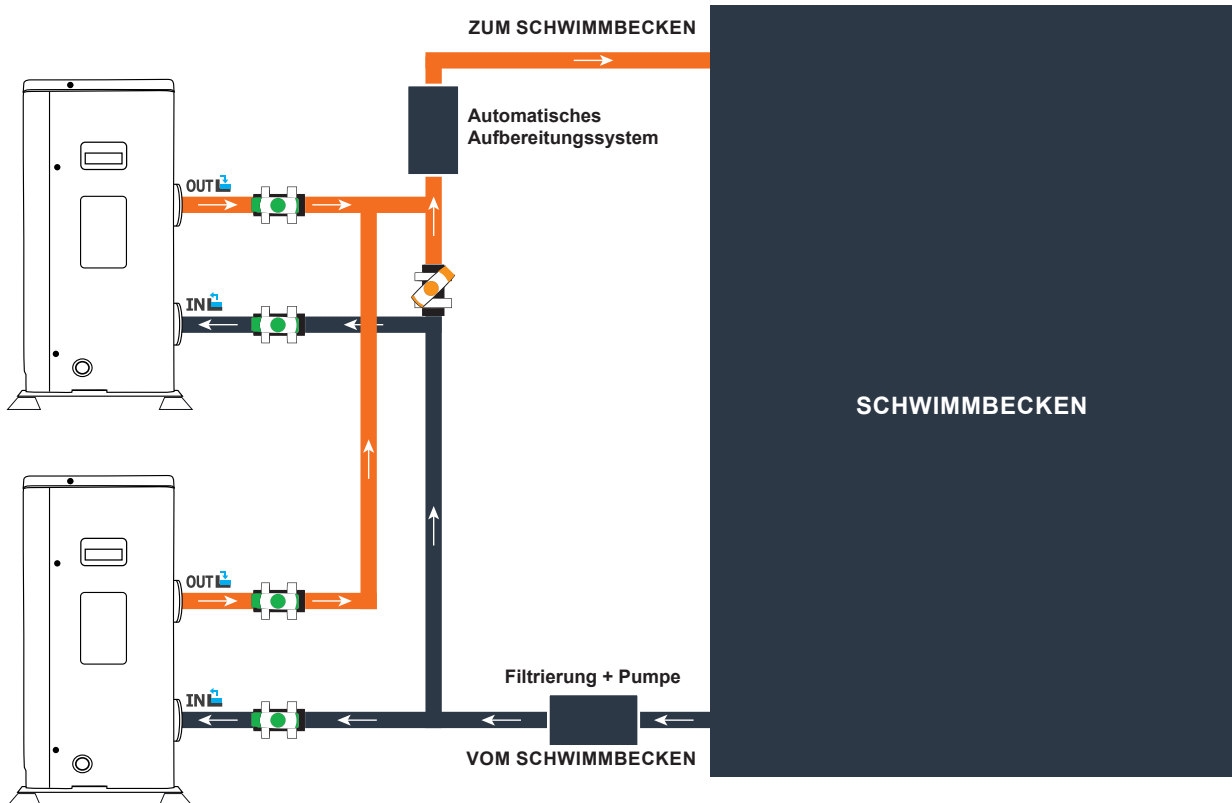 ZUM SCHWIMMBECKEN
Automatisches
Aufbereitungssystem
OUT
IN
SCHWIMMBECKEN
OUT
IN
Filtrierung + Pumpe
VOM SCHWIMMBECKEN